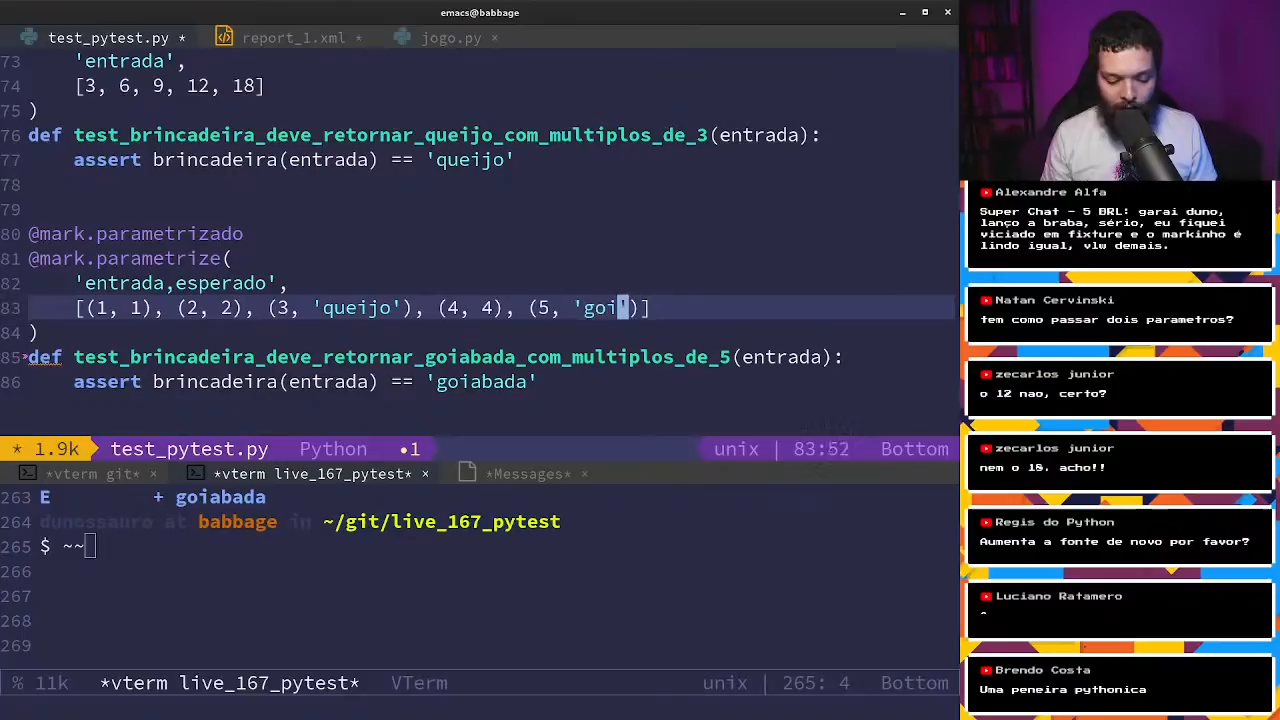 emacs@babbage
test_pytest.py * report_1.xml * jogo.py ×
73 'entrada',
74 [3, 6, 9, 12, 18]
75 )
76 def test_brincadeira_deve_retornar_queijo_com_multiplos_de_3(entrada):
77 assert brincadeira(entrada) == 'queijo'
78
79
80 @mark.parametrizado
81 @mark.parametrize(
82 'entrada,esperado',
83 [(1, 1), (2, 2), (3, 'queijo'), (4, 4), (5, 'goi')]
84 )
85 def test_brincadeira_deve_retornar_goiabada_com_multiplos_de_5(entrada):
86 assert brincadeira(entrada) == 'goiabada'
* 1.9k test_pytest.py Python •1 unix | 83:52 Bottom
*vterm git* × *vterm live_167_pytest* × *Messages* ×
263 E + goiabada
264 dunossauro at babbage in ~/git/live_167_pytest
265 $ ~~
266
267
268
269
% 11k *vterm live_167_pytest* VTerm unix | 265: 4 Bottom
Alexandre Alfa
Super Chat - 5 BRL: garai duno,
lanço a braba, sério, eu fiquei
viciado em fixture e o markinho é
lindo igual, vlw demais.
Natan Cervinski
tem como passar dois parametros?
zecarlos junior
o 12 nao, certo?
zecarlos junior
nem o 18. acho!!
Regis do Python
Aumenta a fonte de novo por favor?
Luciano Ratamero
Brendo Costa
Uma peneira pythonica